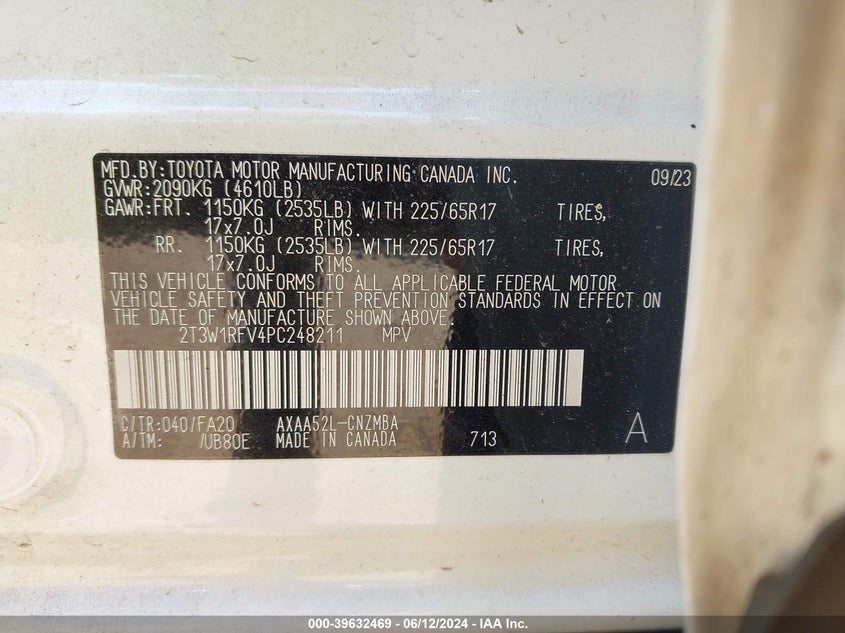 MFD.BY:TOYOTA MOTOR MANUFACTURING CANADA INC. 09/23
GVWR:2090KG (4610LB)
GAWR:FRT. 1150KG (2535LB) WITH 225/65R17 TIRES,
17x7.0J RIMS.
RR. 1150KG (2535LB) WITH 225/65R17 TIRES,
17x7.0J RIMS.
THIS VEHICLE CONFORMS TO ALL APPLICABLE FEDERAL MOTOR
VEHICLE SAFETY AND THEFT PREVENTION STANDARDS IN EFFECT ON
THE DATE OF MANUFACTURE SHOWN ABOVE.
2T3W1RFV4PC248211 MPV
C/TR:040/FA20 AXAA52L-CNZMBA
A/TM: /UB80E MADE IN CANADA 713 A
000-39632469 - 06/12/2024 - IAA Inc.